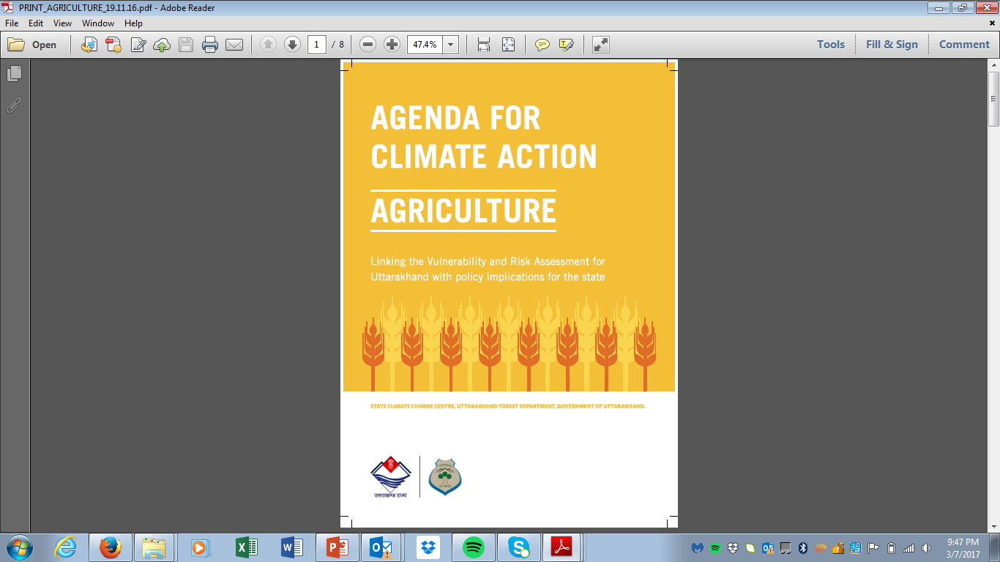 PRINT_AGRICULTURE_19.11.16.pdf - Adobe Reader
File Edit View Window Help
Open 1 / 8 47.4% Tools Fill & Sign Comment
AGENDA FOR
CLIMATE ACTION
AGRICULTURE
Linking the Vulnerability and Risk Assessment for
Uttarakhand with policy implications for the state
STATE CLIMATE CHANGE CENTRE, UTTARAKHAND FOREST DEPARTMENT, GOVERNMENT OF UTTARAKHAND.
उत्तराखण्ड राज्य
9:47 PM
3/7/2017